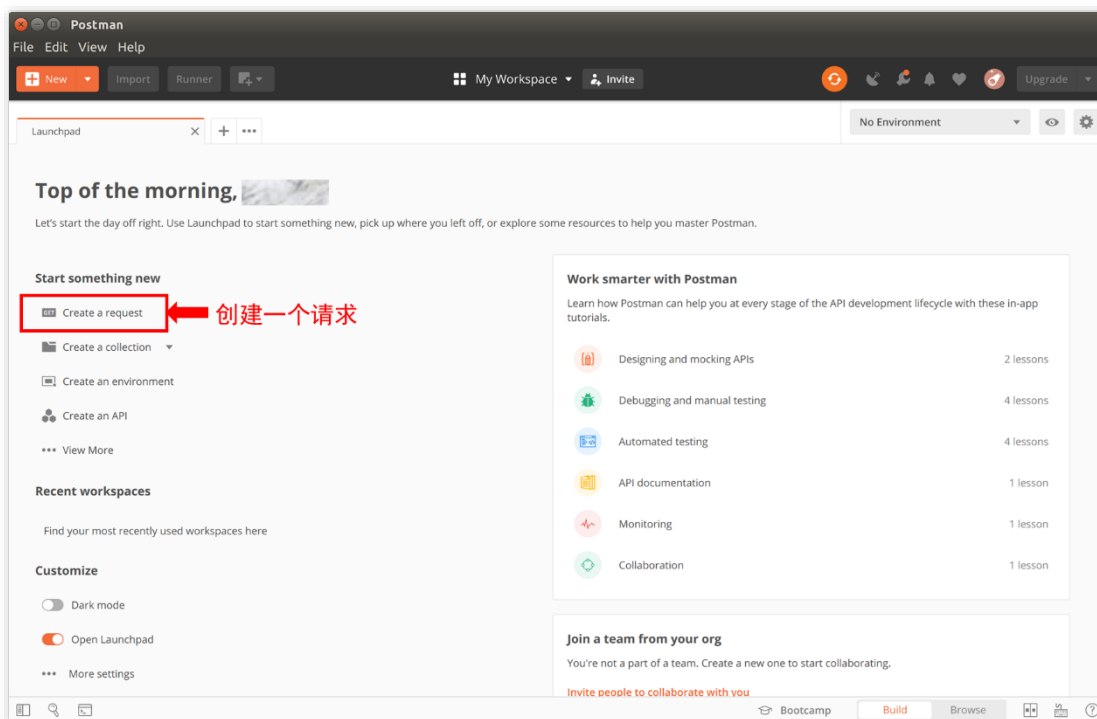 Postman
File Edit View Help
New Import Runner My Workspace Invite Upgrade
Launchpad No Environment
Top of the morning,
Let's start the day off right. Use Launchpad to start something new, pick up where you left off, or explore some resources to help you master Postman.
Start something new
GET Create a request 创建一个请求
Create a collection
Create an environment
Create an API
View More
Recent workspaces
Find your most recently used workspaces here
Customize
Dark mode
Open Launchpad
More settings
Work smarter with Postman
Learn how Postman can help you at every stage of the API development lifecycle with these in-app
tutorials.
Designing and mocking APIs 2 lessons
Debugging and manual testing 4 lessons
Automated testing 4 lessons
API documentation 1 lesson
Monitoring 1 lesson
Collaboration 1 lesson
Join a team from your org
You're not a part of a team. Create a new one to start collaborating.
Invite people to collaborate with you
Bootcamp Build Browse